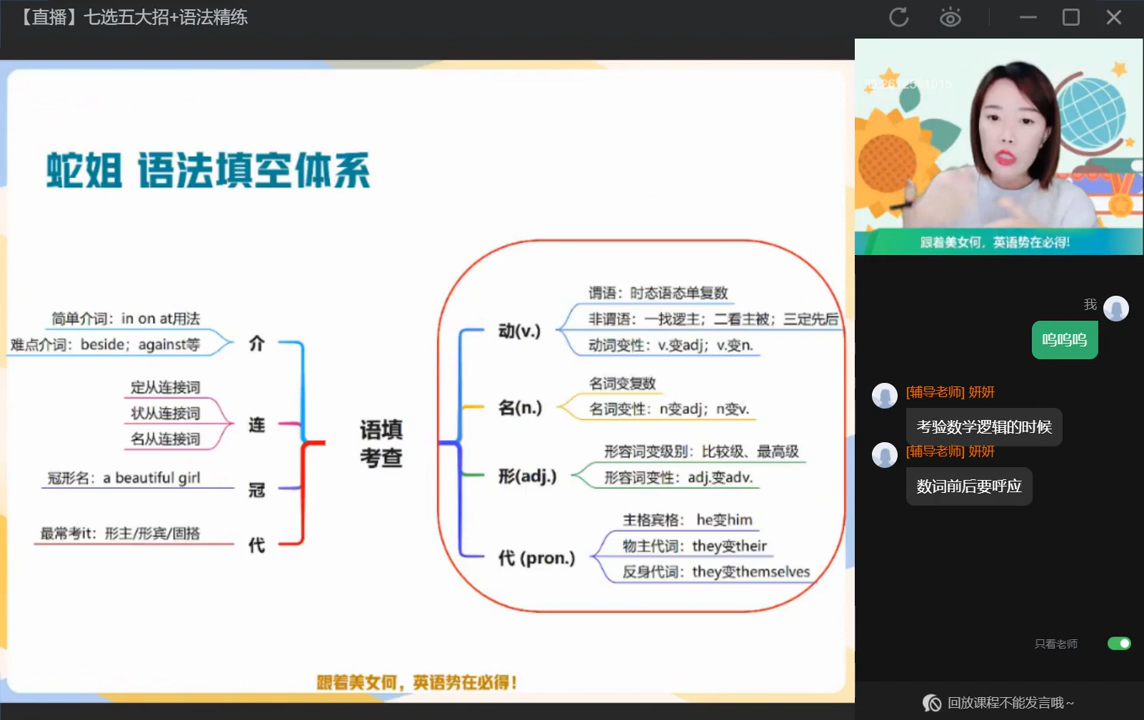 【直播】七选五大招+语法精练
蛇姐 语法填空体系
简单介词：in on at用法
难点介词：beside；against等
介
定从连接词
状从连接词
名从连接词
连
冠形名：a beautiful girl
冠
最常考it：形主/形宾/固搭
代
语填
考查
动(v.)
谓语：时态语态单复数
非谓语：一找逻主；二看主被；三定先后
动词变性：v.变adj；v.变n.
名(n.)
名词变复数
名词变性：n变adj；n变v.
形(adj.)
形容词变级别：比较级、最高级
形容词变性：adj.变adv.
代 (pron.)
主格宾格： he变him
物主代词：they变their
反身代词：they变themselves
跟着美女何，英语势在必得！
跟着美女何，英语势在必得!
我
呜呜呜
[辅导老师] 妍妍
考验数学逻辑的时候
[辅导老师] 妍妍
数词前后要呼应
只看老师
回放课程不能发言哦~